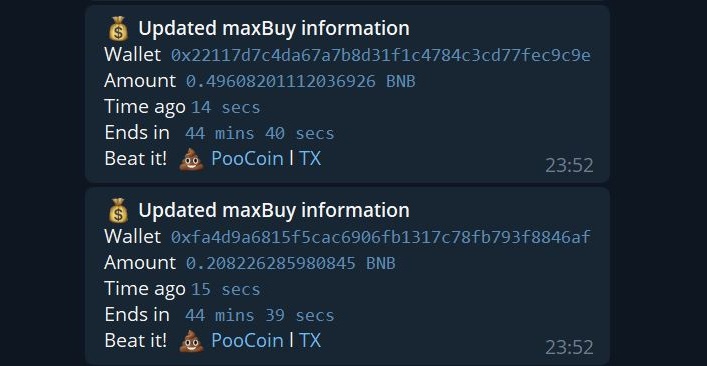 💰 Updated maxBuy information
Wallet 0x22117d7c4da67a7b8d31f1c4784c3cd77fec9c9e
Amount 0.49608201112036926 BNB
Time ago 14 secs
Ends in 44 mins 40 secs
Beat it! 💩 PooCoin | TX
23:52
💰 Updated maxBuy information
Wallet 0xfa4d9a6815f5cac6906fb1317c78fb793f8846af
Amount 0.208226285980845 BNB
Time ago 15 secs
Ends in 44 mins 39 secs
Beat it! 💩 PooCoin | TX
23:52